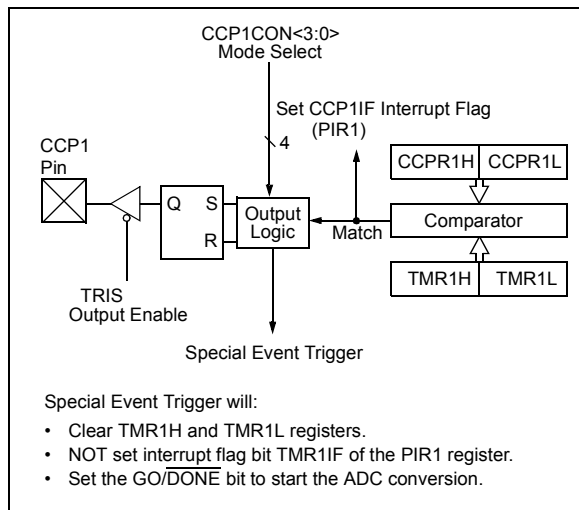 CCP1CON<3:0>
Mode Select
Set CCP1IF Interrupt Flag
(PIR1)
4
CCP1
Pin
CCPR1H CCPR1L
Q S
R
Output
Logic
Match
Comparator
TRIS
Output Enable
TMR1H TMR1L
Special Event Trigger
Special Event Trigger will:
• Clear TMR1H and TMR1L registers.
• NOT set interrupt flag bit TMR1IF of the PIR1 register.
• Set the GO/DONE bit to start the ADC conversion.